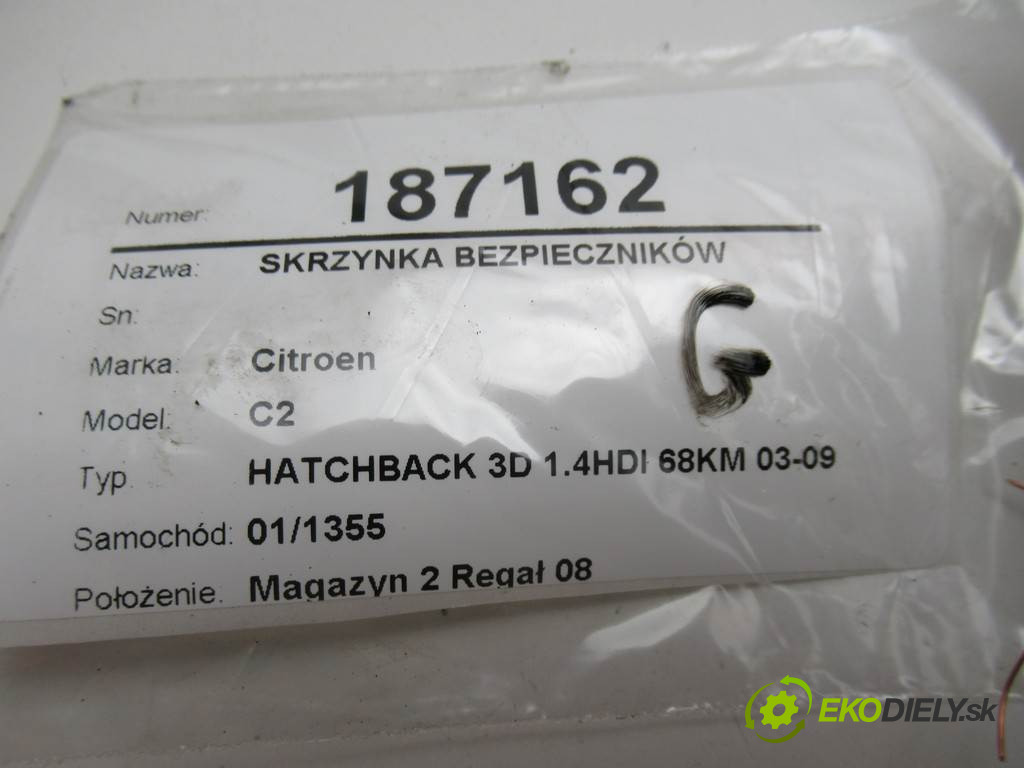 Numer: 187162
Nazwa: SKRZYNKA BEZPIECZNIKÓW
Sn:
G
Marka: Citroen
Model: C2
Typ HATCHBACK 3D 1.4HDI 68KM 03-09
Samochód: 01/1355
Położenie. Magazyn 2 Regał 08
EKODIELY.sk